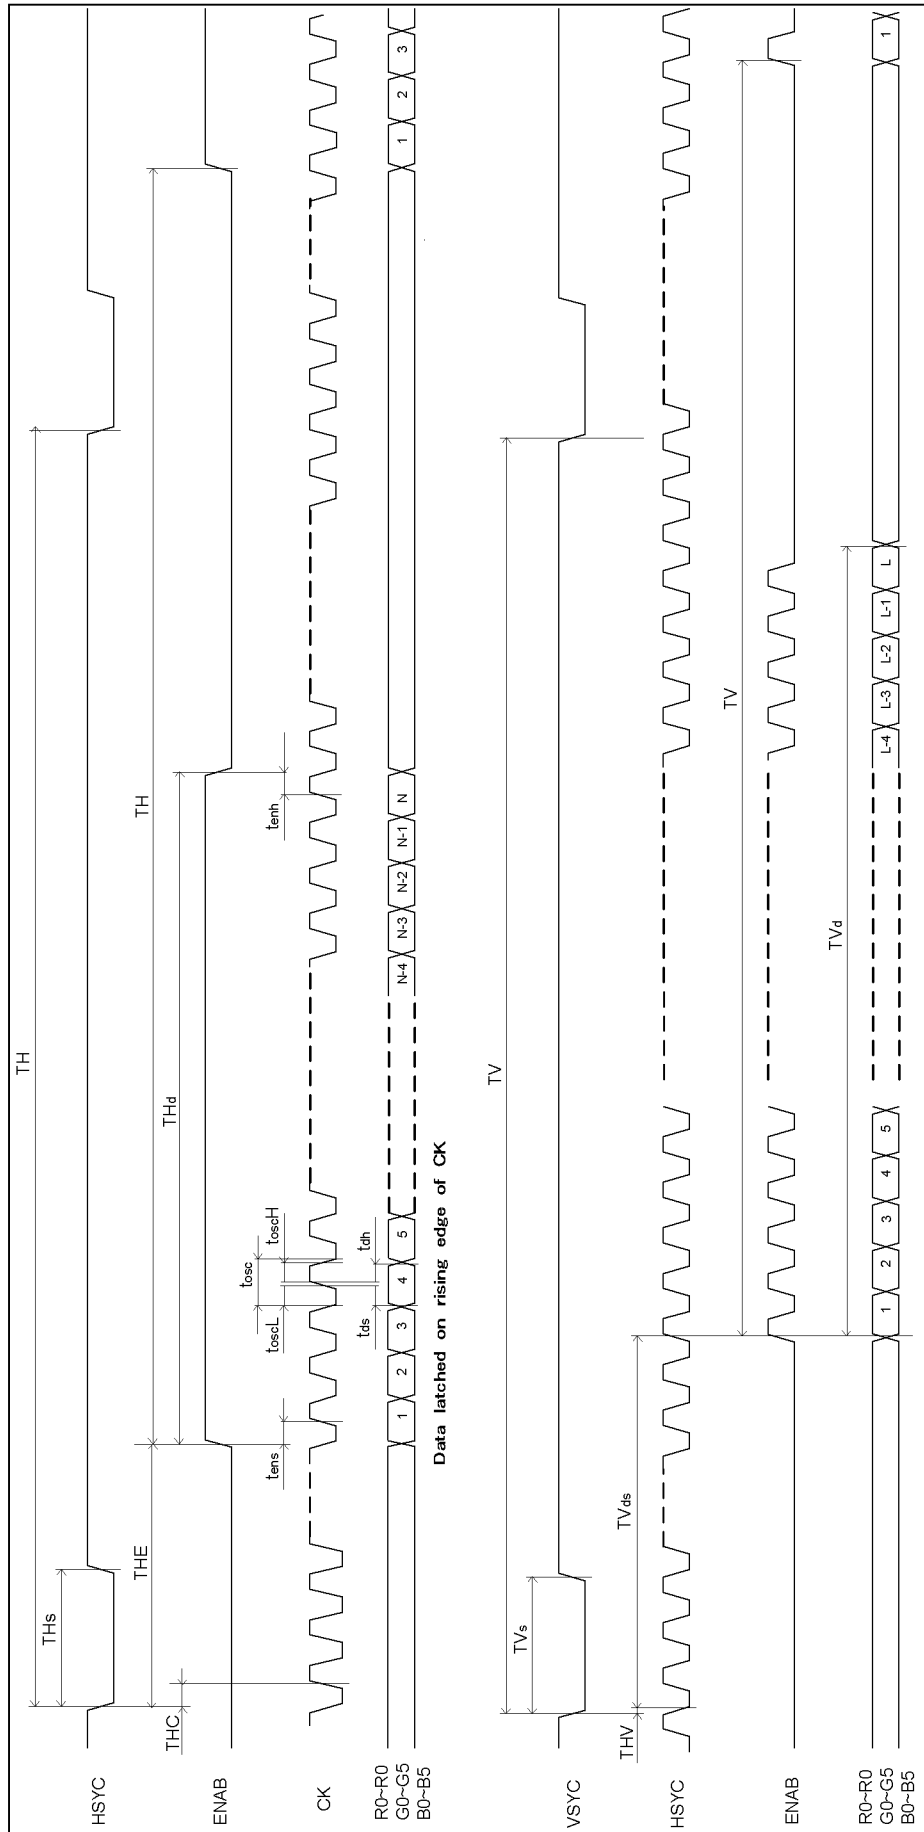 TH
HSYC
THs
THE
TH
THd
ENAB
THC
tens
toscL
tosc
toscH
tenh
CK
tds
tdh
R0~R0
G0~G5
B0~B5
1
2
3
4
5
N-4
N-3
N-2
N-1
N
1
2
3
Data latched on rising edge of CK
TV
VSYC
TVs
THV
TVds
HSYC
TV
ENAB
TVd
R0~R0
G0~G5
B0~B5
1
2
3
4
5
L-4
L-3
L-2
L-1
L
1